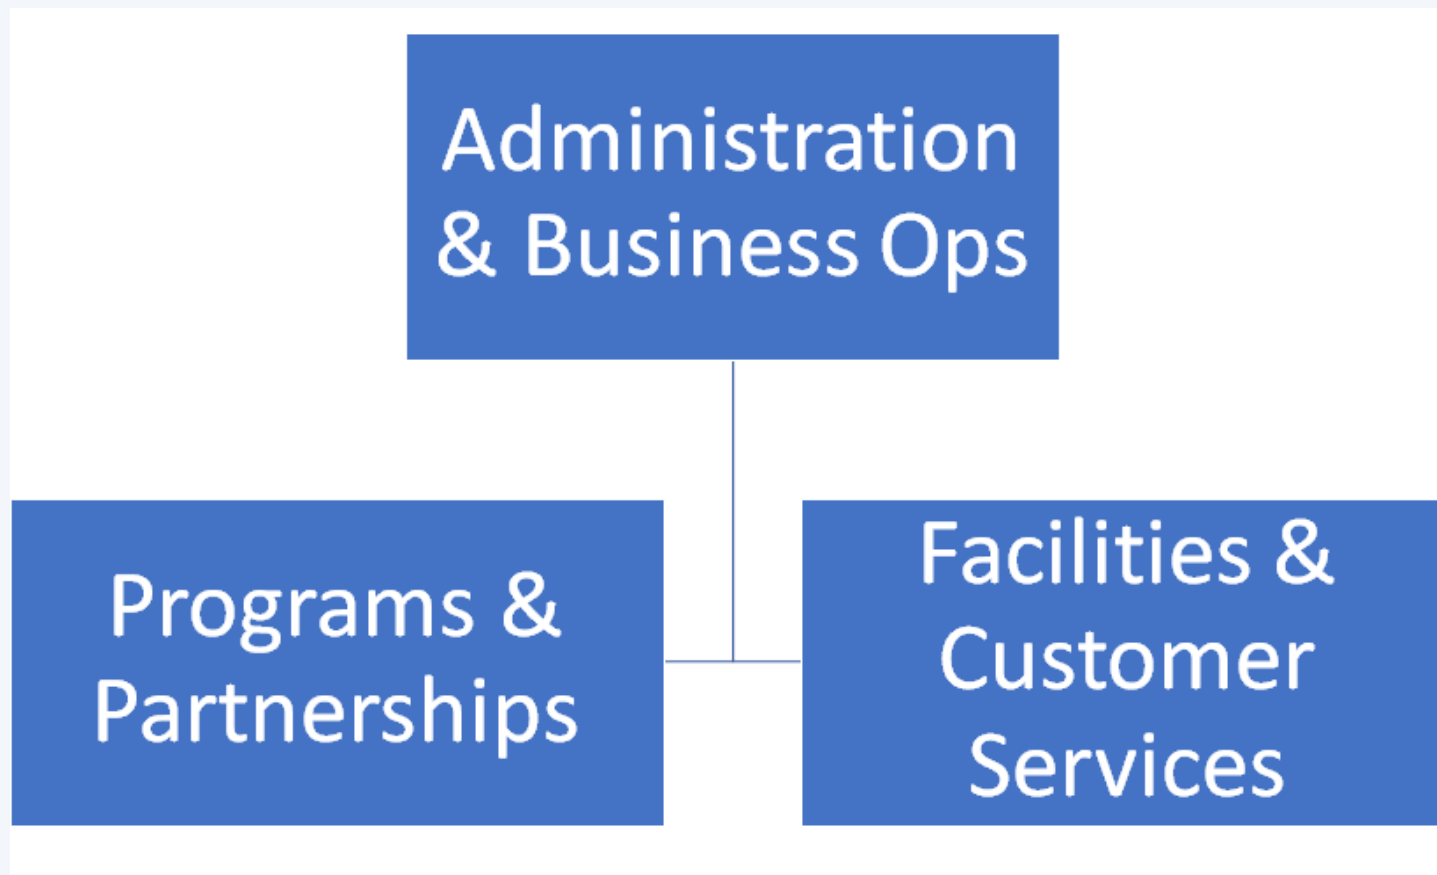 Administration
& Business Ops
Programs &
Partnerships
Facilities &
Customer
Services